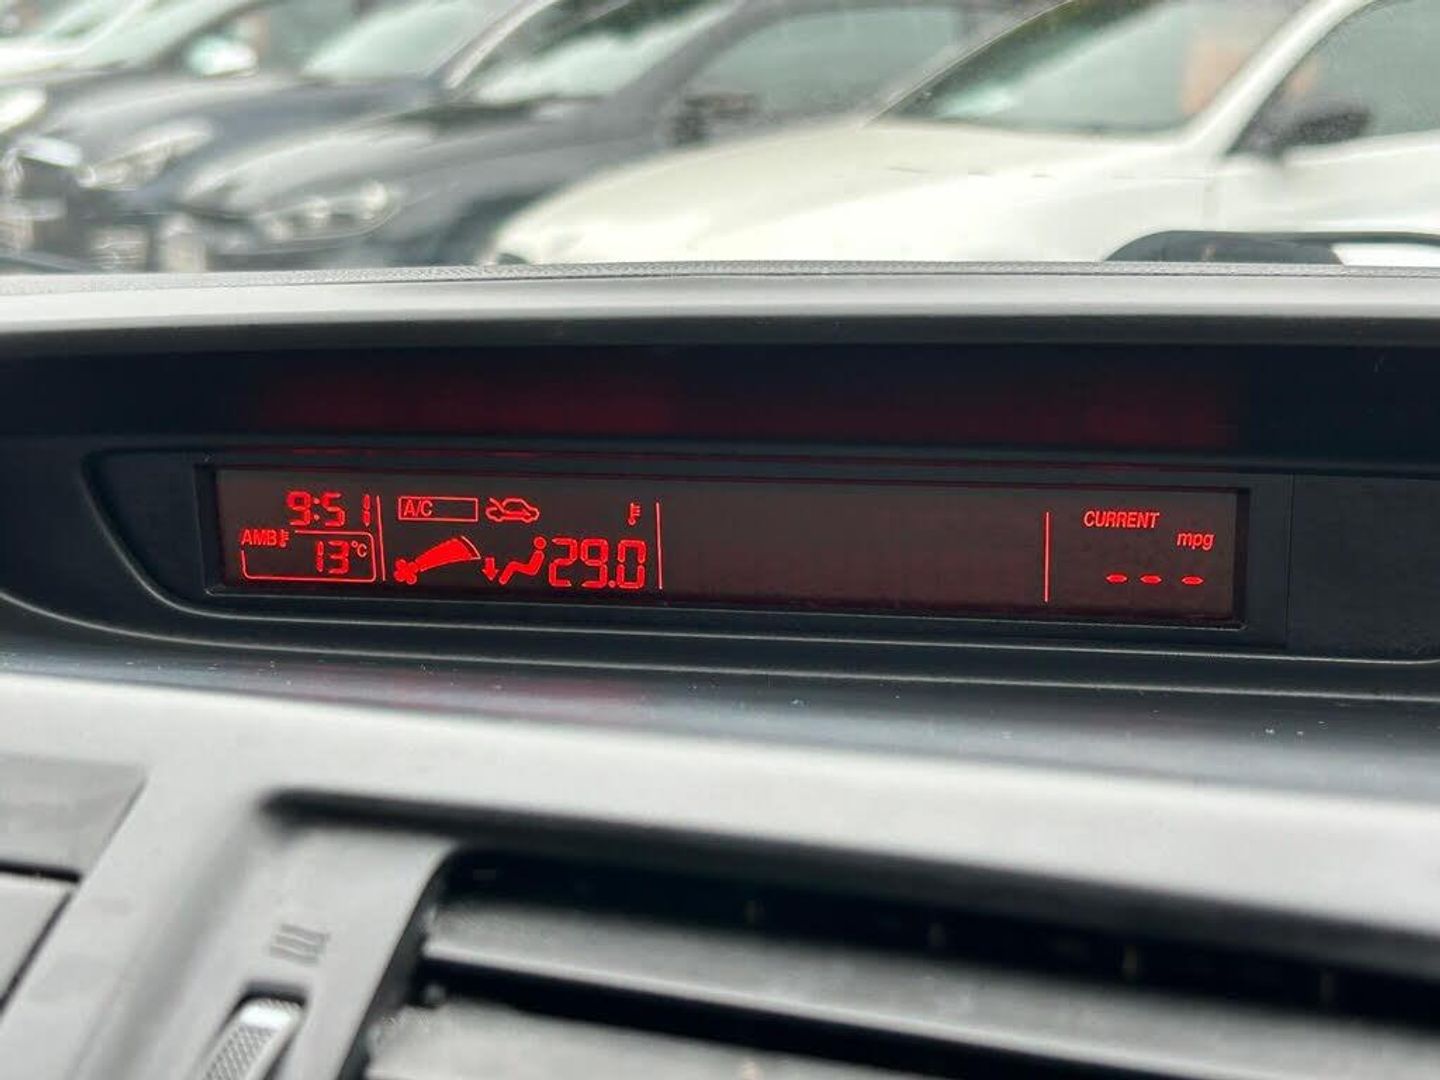 9:51
A/C
AMB
13°C
29.0
CURRENT
mpg
---